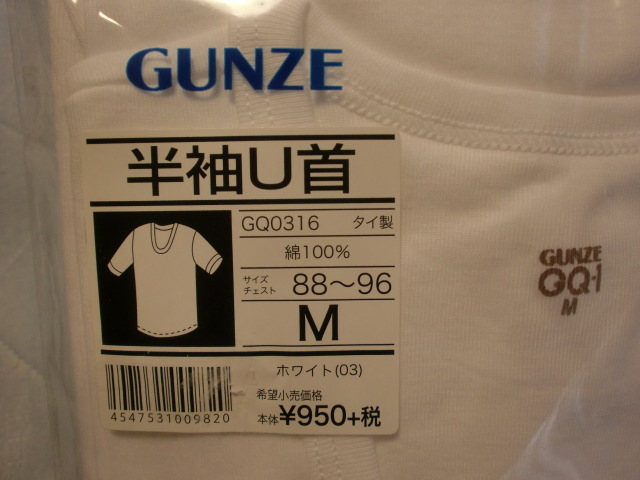 GUNZE
半袖U首
GQ0316 タイ製
綿100%
サイズ
チェスト 88～96
M
ホワイト(03)
希望小売価格
本体¥950+税
4547531009820
GUNZE
GQ-1
M